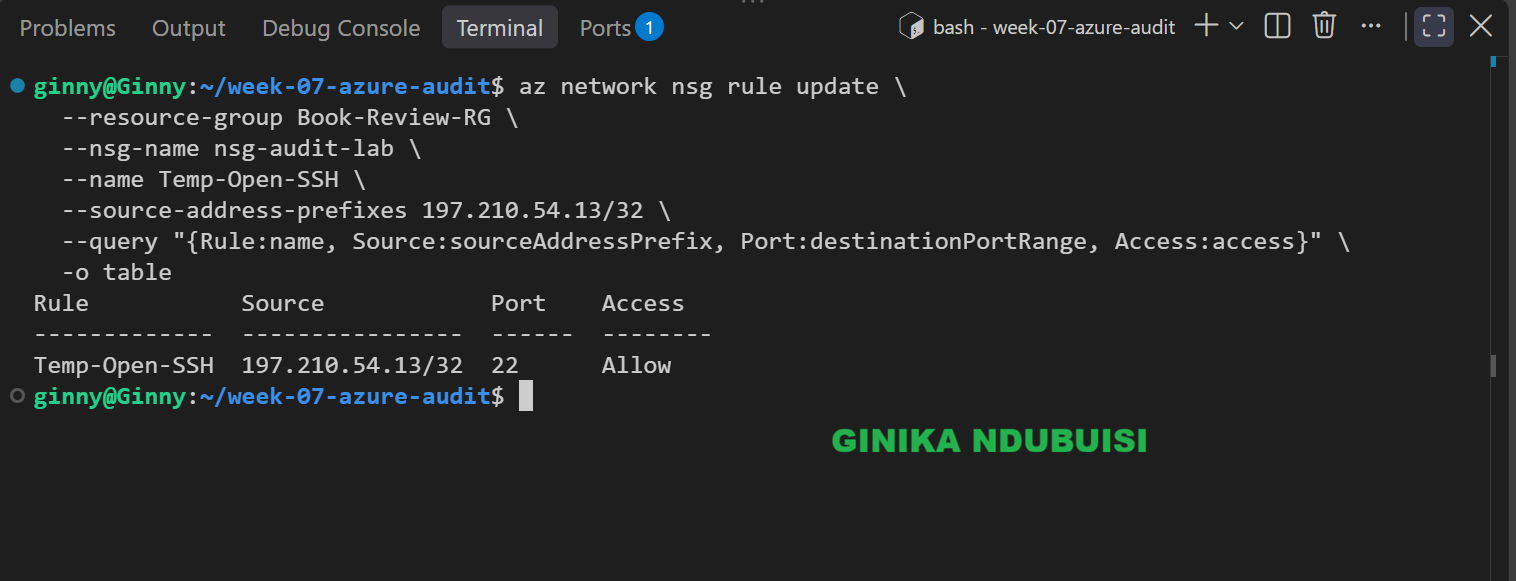 Problems Output Debug Console Terminal Ports 1 bash - week-07-azure-audit
ginny@Ginny:~/week-07-azure-audit$ az network nsg rule update \
--resource-group Book-Review-RG \
--nsg-name nsg-audit-lab \
--name Temp-Open-SSH \
--source-address-prefixes 197.210.54.13/32 \
--query "{Rule:name, Source:sourceAddressPrefix, Port:destinationPortRange, Access:access}" \
-o table
Rule Source Port Access
------------- ---------------- ------ --------
Temp-Open-SSH 197.210.54.13/32 22 Allow
ginny@Ginny:~/week-07-azure-audit$
GINIKA NDUBUISI